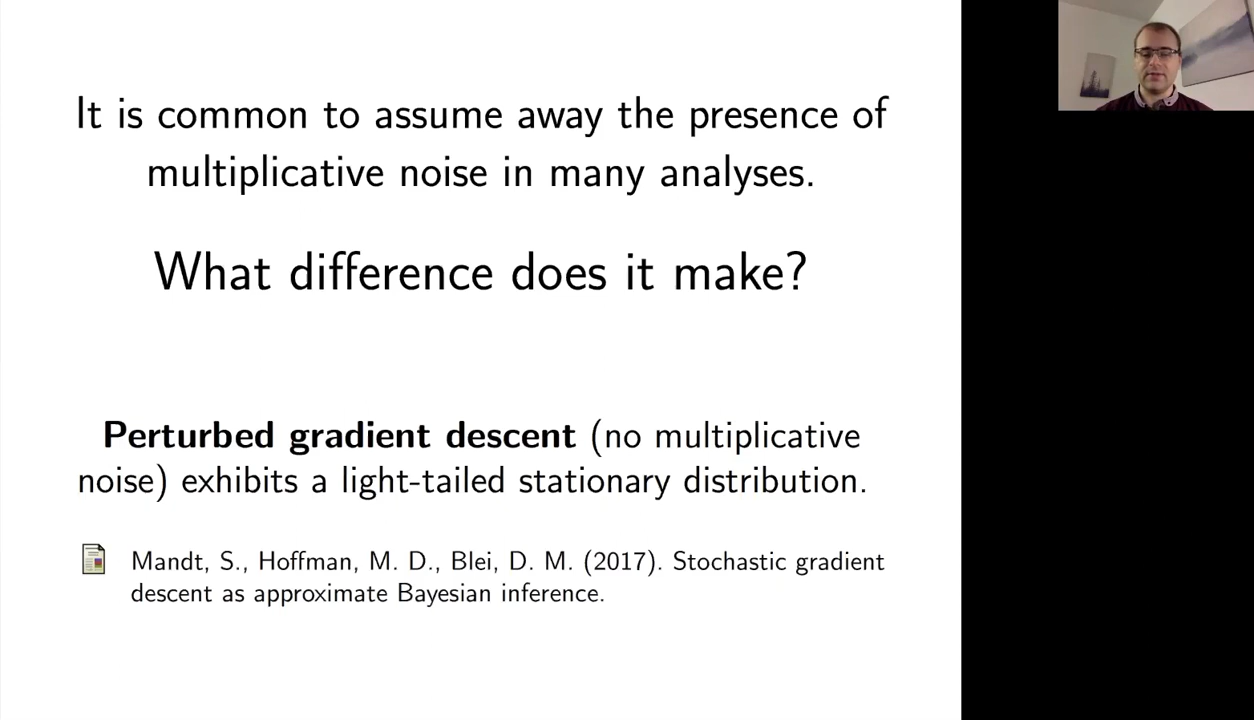 It is common to assume away the presence of
multiplicative noise in many analyses.
What difference does it make?
Perturbed gradient descent (no multiplicative
noise) exhibits a light-tailed stationary distribution.
Mandt, S., Hoffman, M. D., Blei, D. M. (2017). Stochastic gradient
descent as approximate Bayesian inference.